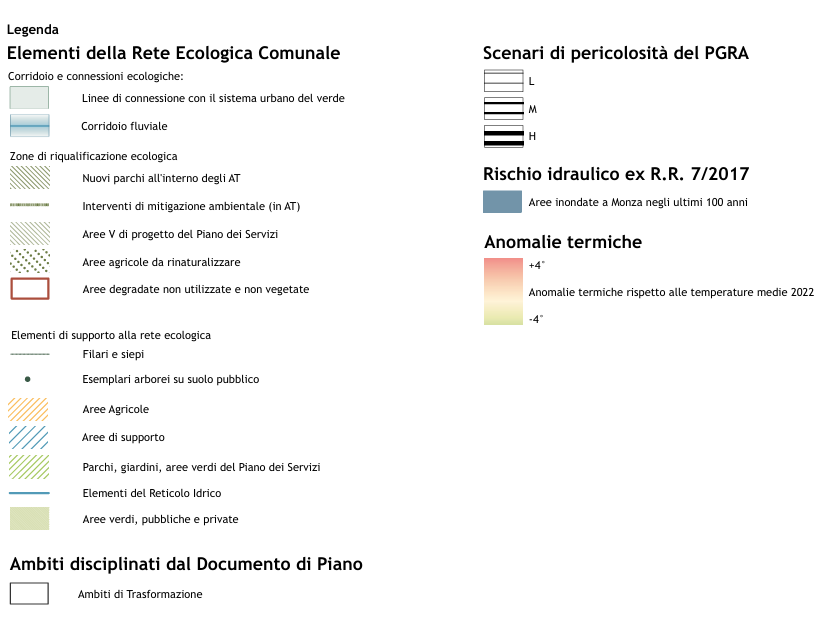 Legenda
Elementi della Rete Ecologica Comunale
Corridoio e connessioni ecologiche:
Linee di connessione con il sistema urbano del verde
Corridoio fluviale
Zone di riqualificazione ecologica
Nuovi parchi all'interno degli AT
Interventi di mitigazione ambientale (in AT)
Aree V di progetto del Piano dei Servizi
Aree agricole da rinaturalizzare
Aree degradate non utilizzate e non vegetate
Elementi di supporto alla rete ecologica
Filari e siepi
Esemplari arborei su suolo pubblico
Aree Agricole
Aree di supporto
Parchi, giardini, aree verdi del Piano dei Servizi
Elementi del Reticolo Idrico
Aree verdi, pubbliche e private
Ambiti disciplinati dal Documento di Piano
Ambiti di Trasformazione
Scenari di pericolosità del PGRA
L
M
H
Rischio idraulico ex R.R. 7/2017
Aree inondate a Monza negli ultimi 100 anni
Anomalie termiche
+4°
Anomalie termiche rispetto alle temperature medie 2022
-4°